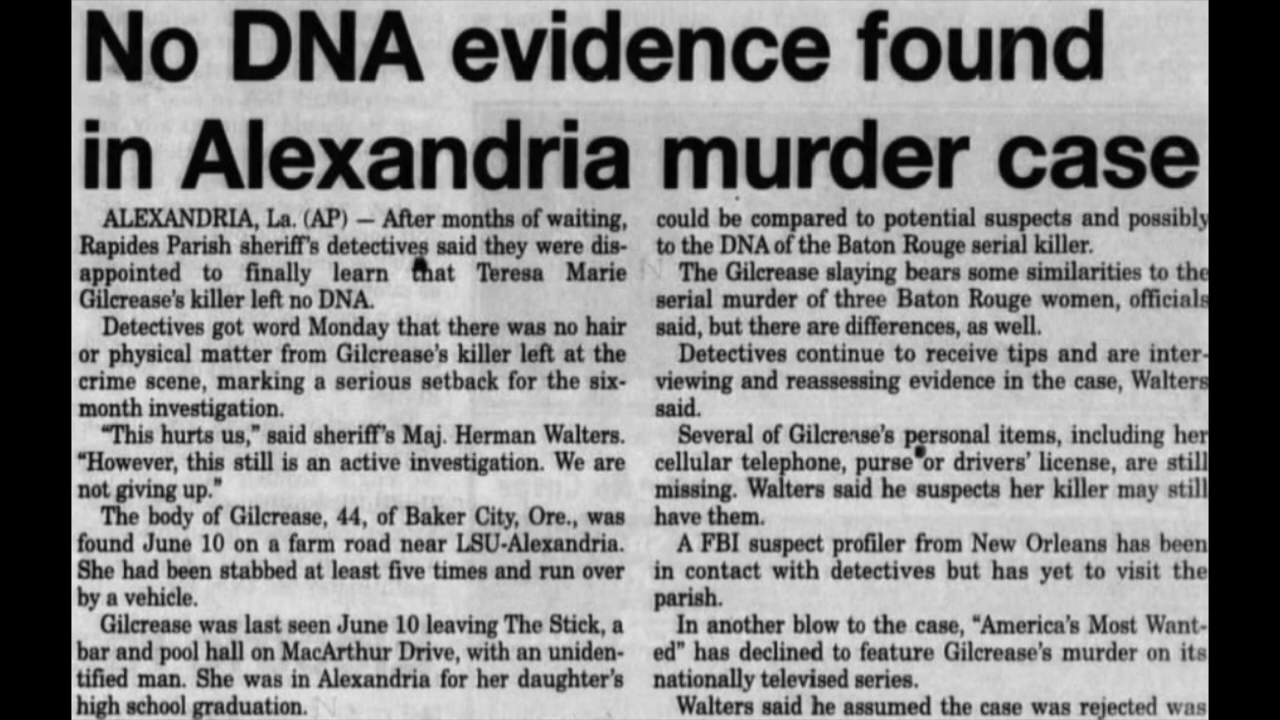 No DNA evidence found
in Alexandria murder case
ALEXANDRIA, La. (AP) — After months of waiting,
Rapides Parish sheriff's detectives said they were dis-
appointed to finally learn that Teresa Marie
Gilcrease's killer left no DNA.
Detectives got word Monday that there was no hair
or physical matter from Gilcrease's killer left at the
crime scene, marking a serious setback for the six-
month investigation.
"This hurts us," said sheriff's Maj. Herman Walters.
"However, this still is an active investigation. We are
not giving up."
The body of Gilcrease, 44, of Baker City, Ore., was
found June 10 on a farm road near LSU-Alexandria.
She had been stabbed at least five times and run over
by a vehicle.
Gilcrease was last seen June 10 leaving The Stick, a
bar and pool hall on MacArthur Drive, with an uniden-
tified man. She was in Alexandria for her daughter's
high school graduation.
could be compared to potential suspects and possibly
to the DNA of the Baton Rouge serial killer.
The Gilcrease slaying bears some similarities to the
serial murder of three Baton Rouge women, officials
said, but there are differences, as well.
Detectives continue to receive tips and are inter-
viewing and reassessing evidence in the case, Walters
said.
Several of Gilcrease's personal items, including her
cellular telephone, purse or drivers' license, are still
missing. Walters said he suspects her killer may still
have them.
A FBI suspect profiler from New Orleans has been
in contact with detectives but has yet to visit the
parish.
In another blow to the case, "America's Most Want-
ed" has declined to feature Gilcrease's murder on its
nationally televised series.
Walters said he assumed the case was rejected was